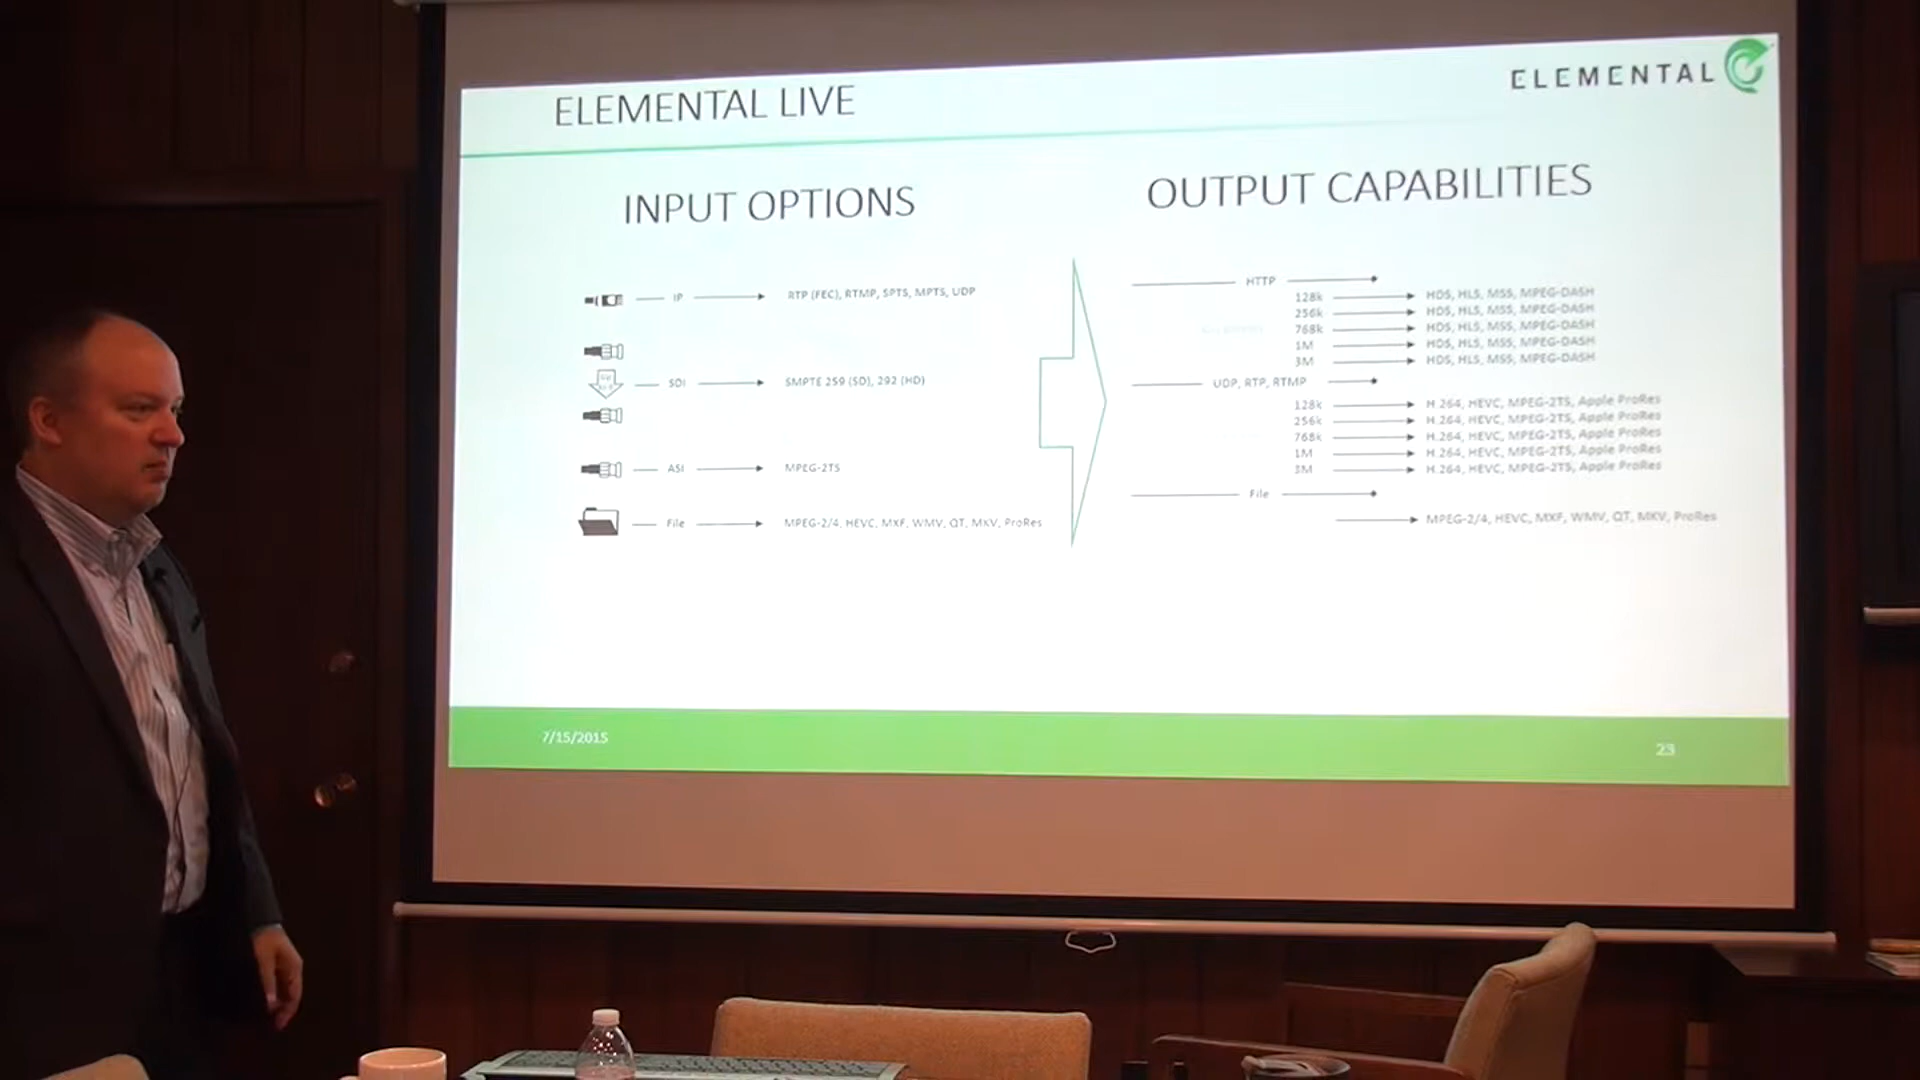 ELEMENTAL LIVE
ELEMENTAL
INPUT OPTIONS
IP RTP (FEC), RTMP, SPTS, MPTS, UDP
SDI SMPTE 259 (SD), 292 (HD)
ASI MPEG-2TS
File MPEG-2/4, HEVC, MXF, WMV, QT, MKV, ProRes
OUTPUT CAPABILITIES
HTTP
128k HDS, HLS, MSS, MPEG-DASH
256k HDS, HLS, MSS, MPEG-DASH
768k HDS, HLS, MSS, MPEG-DASH
1M HDS, HLS, MSS, MPEG-DASH
3M HDS, HLS, MSS, MPEG-DASH
UDP, RTP, RTMP
128k H.264, HEVC, MPEG-2TS, Apple ProRes
256k H.264, HEVC, MPEG-2TS, Apple ProRes
768k H.264, HEVC, MPEG-2TS, Apple ProRes
1M H.264, HEVC, MPEG-2TS, Apple ProRes
3M H.264, HEVC, MPEG-2TS, Apple ProRes
File
MPEG-2/4, HEVC, MXF, WMV, QT, MKV, ProRes
7/15/2015
23